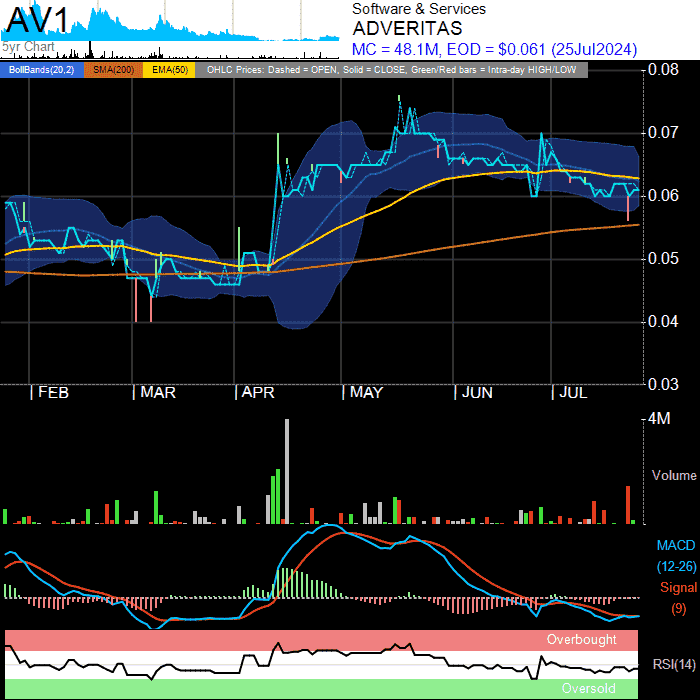 AV1
Software & Services
ADVERITAS
5yr Chart
MC = 48.1M, EOD = $0.061 (25Jul2024)
BollBands(20,2) SMA(200) EMA(50) OHLC Prices: Dashed = OPEN, Solid = CLOSE, Green/Red bars = Intra-day HIGH/LOW
0.08
0.07
0.06
0.05
0.04
0.03
| FEB | MAR | APR | MAY | JUN | JUL
4M
Volume
MACD
(12-26)
Signal
(9)
Overbought
RSI(14)
Oversold